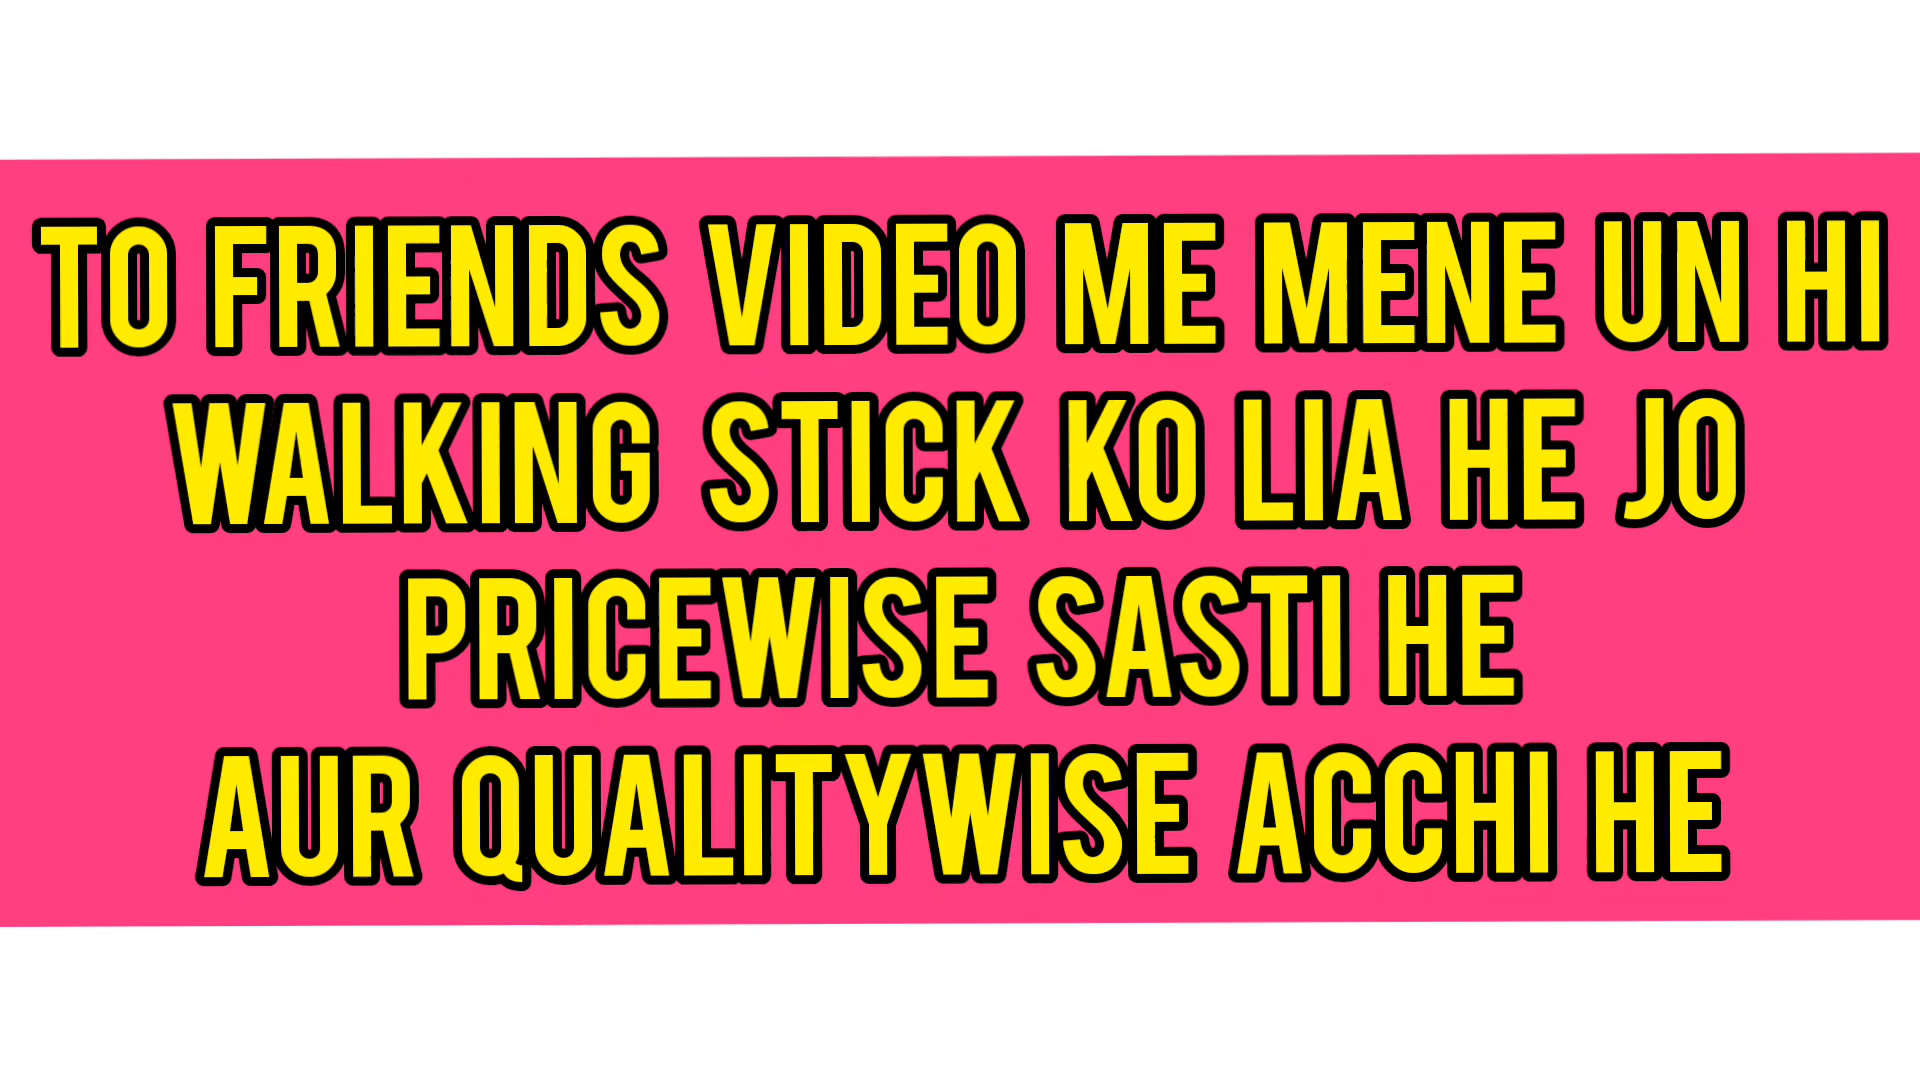 TO FRIENDS VIDEO ME MENE UN HI
WALKING STICK KO LIA HE JO
PRICEWISE SASTI HE
AUR QUALITYWISE ACCHI HE